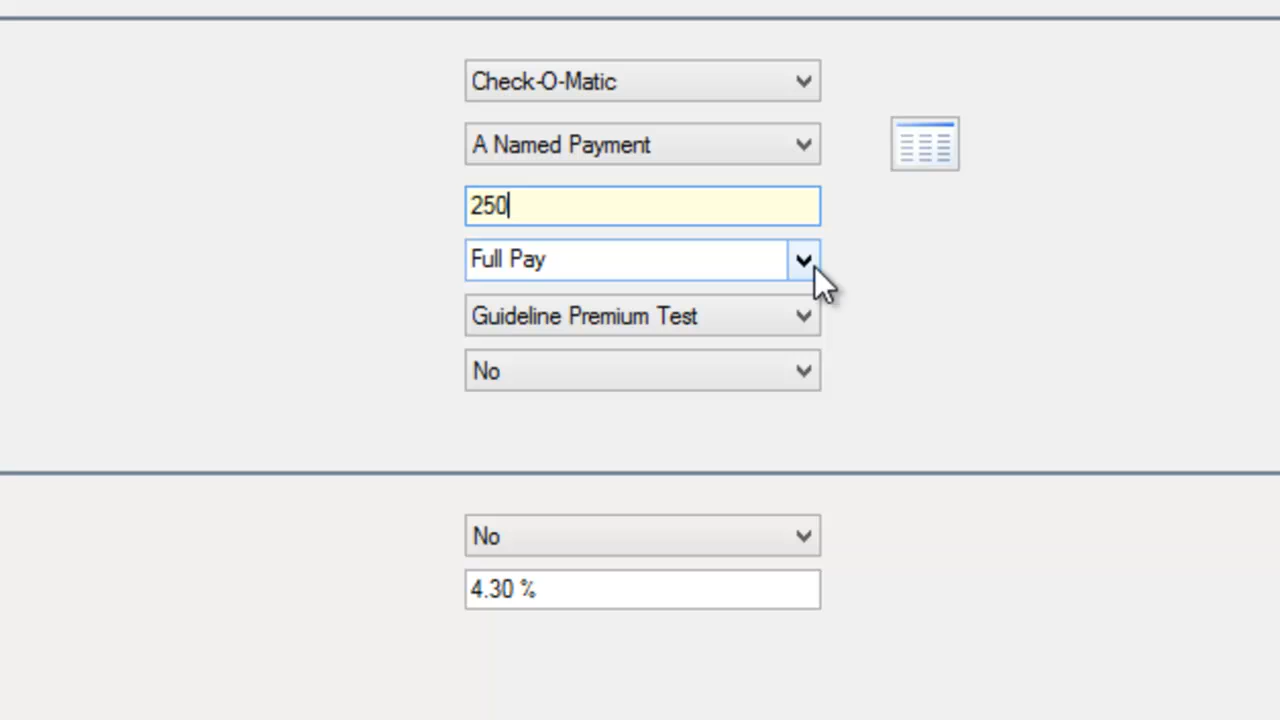 Check-O-Matic
A Named Payment
250
Full Pay
Guideline Premium Test
No
No
4.30 %